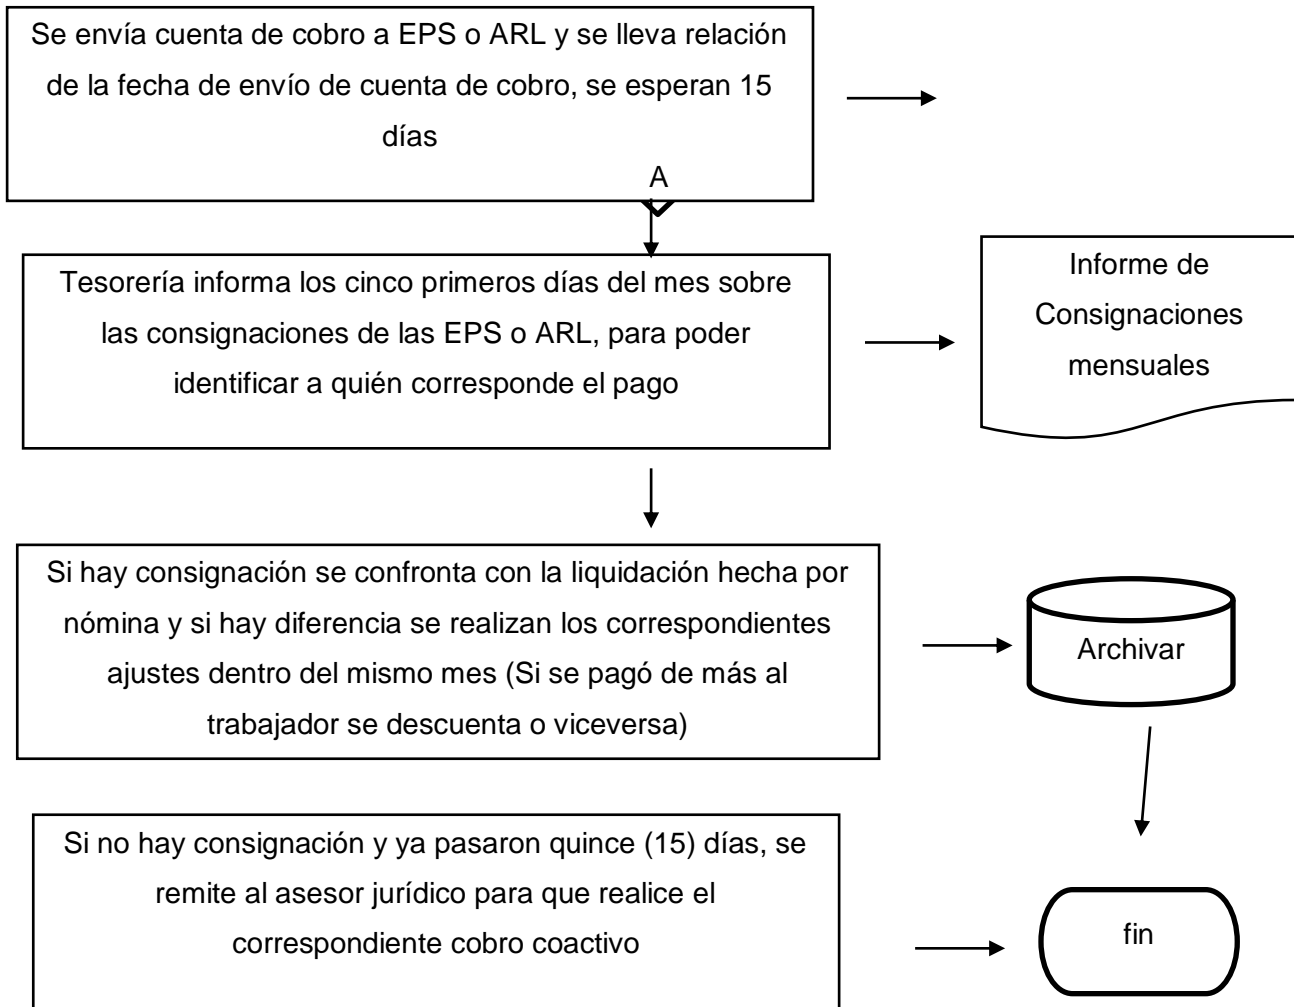 Se envía cuenta de cobro a EPS o ARL y se lleva relación
de la fecha de envío de cuenta de cobro, se esperan 15
días
A
Tesorería informa los cinco primeros días del mes sobre
las consignaciones de las EPS o ARL, para poder
identificar a quién corresponde el pago
Informe de
Consignaciones
mensuales
Si hay consignación se confronta con la liquidación hecha por
nómina y si hay diferencia se realizan los correspondientes
ajustes dentro del mismo mes (Si se pagó de más al
trabajador se descuenta o viceversa)
Archivar
Si no hay consignación y ya pasaron quince (15) días, se
remite al asesor jurídico para que realice el
correspondiente cobro coactivo
fin